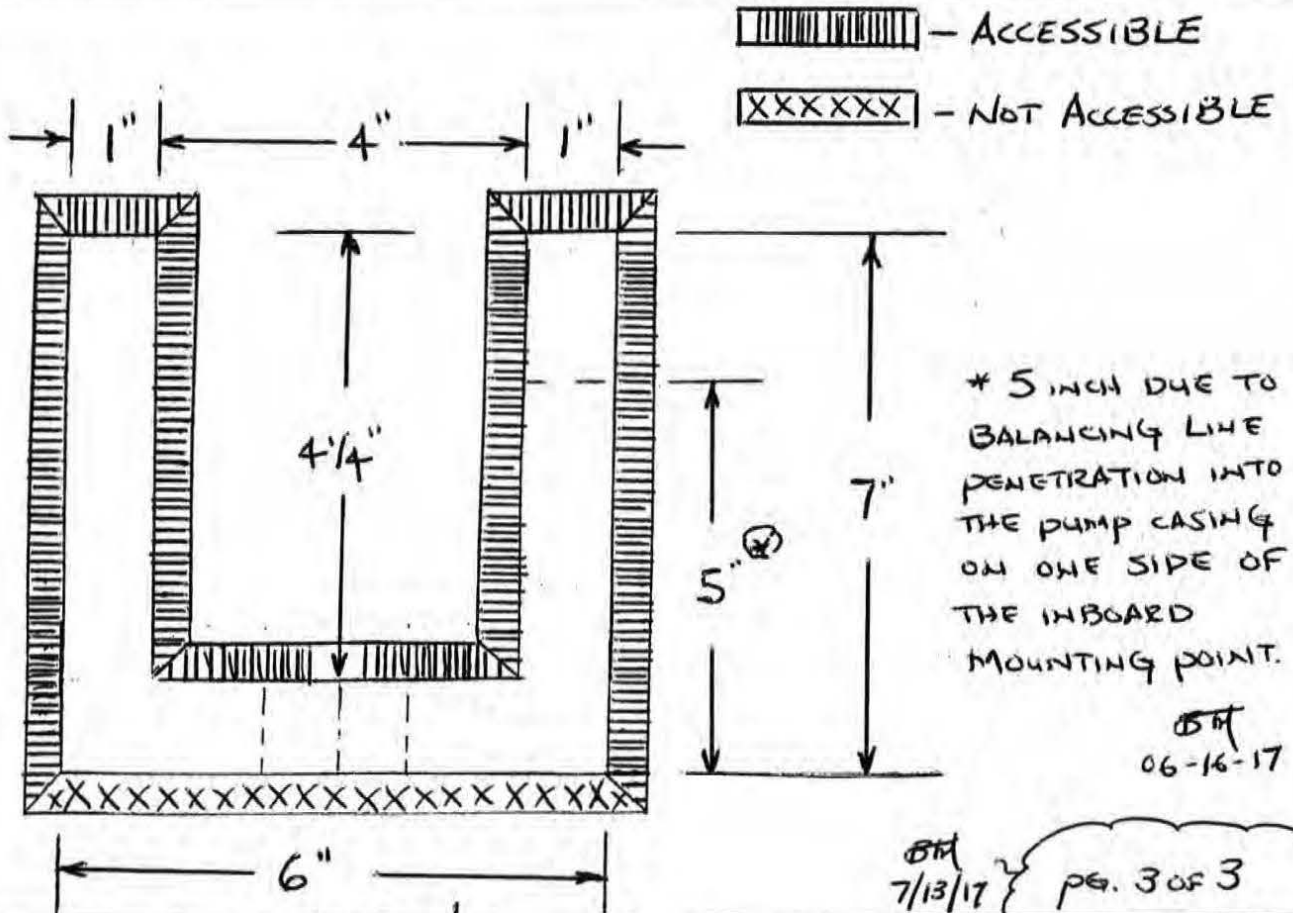 - ACCESSIBLE
XXXXXX - NOT ACCESSIBLE
1" 4" 1"
4 1/4"
5" *
7"
* 5 INCH DUE TO
BALANCING LINE
PENETRATION INTO
THE PUMP CASING
ON ONE SIDE OF
THE INBOARD
MOUNTING POINT.
BM
06-16-17
6"
BM
7/13/17
PG. 3 OF 3